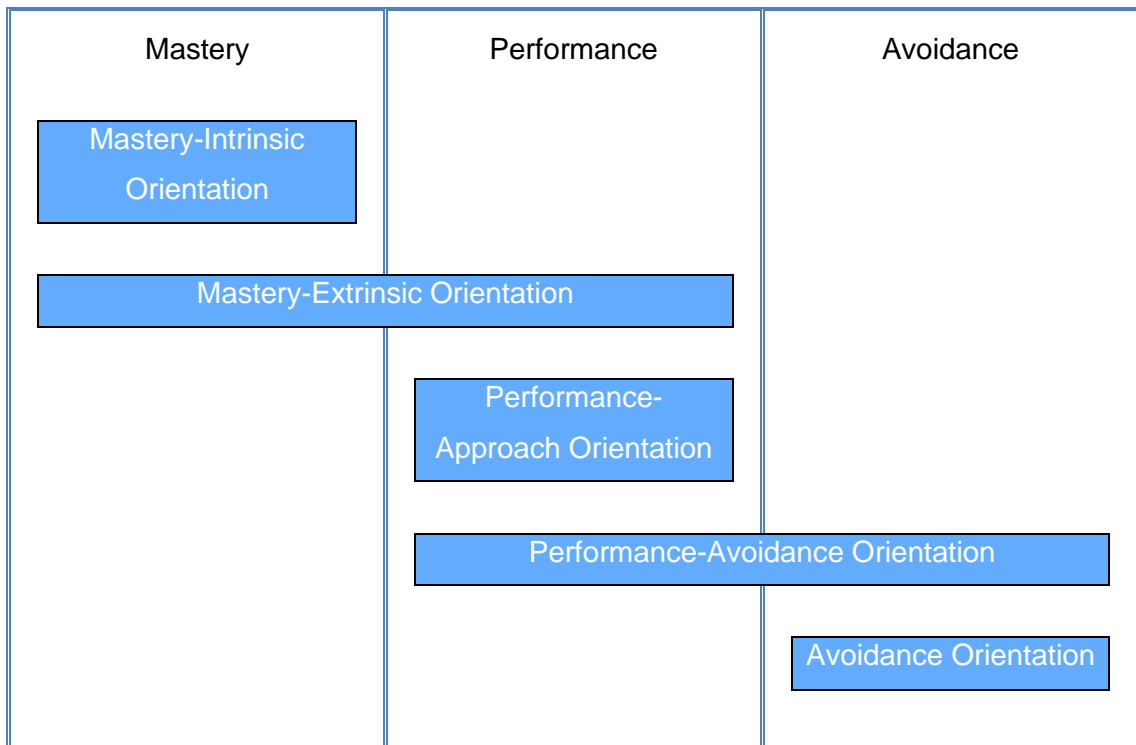 Mastery
Performance
Avoidance
Mastery-Intrinsic
Orientation
Mastery-Extrinsic Orientation
Performance-
Approach Orientation
Performance-Avoidance Orientation
Avoidance Orientation